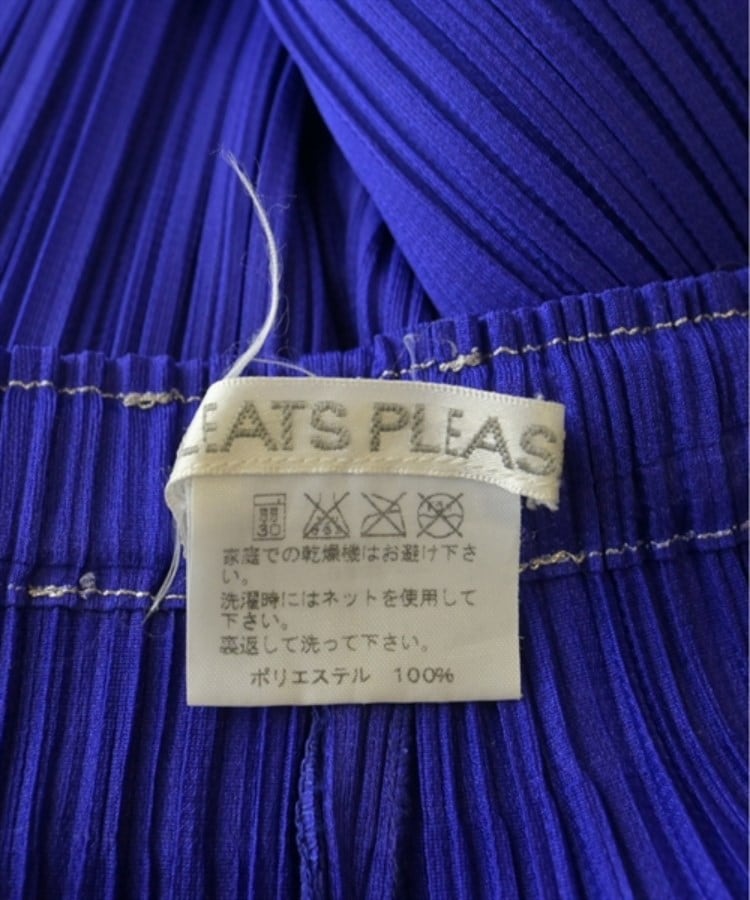 LEATS PLEAS
弱
30
家庭での乾燥機はお避け下さ
い。
洗濯時にはネットを使用して
下さい。
裏返して洗って下さい。
ポリエステル 100%